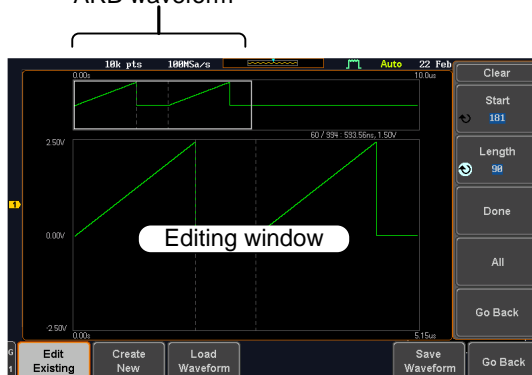 ARB waveform
10k pts 100MSa/s Auto 22 Feb
0.00s 10.0us
60 / 994 : 593.56ns, 1.50V
2.50V
0.00V
-2.50V
0.00s 5.15us
1
Editing window
Clear
Start
181
Length
90
Done
All
Go Back
G
1
Edit
Existing
Create
New
Load
Waveform
Save
Waveform
Go Back